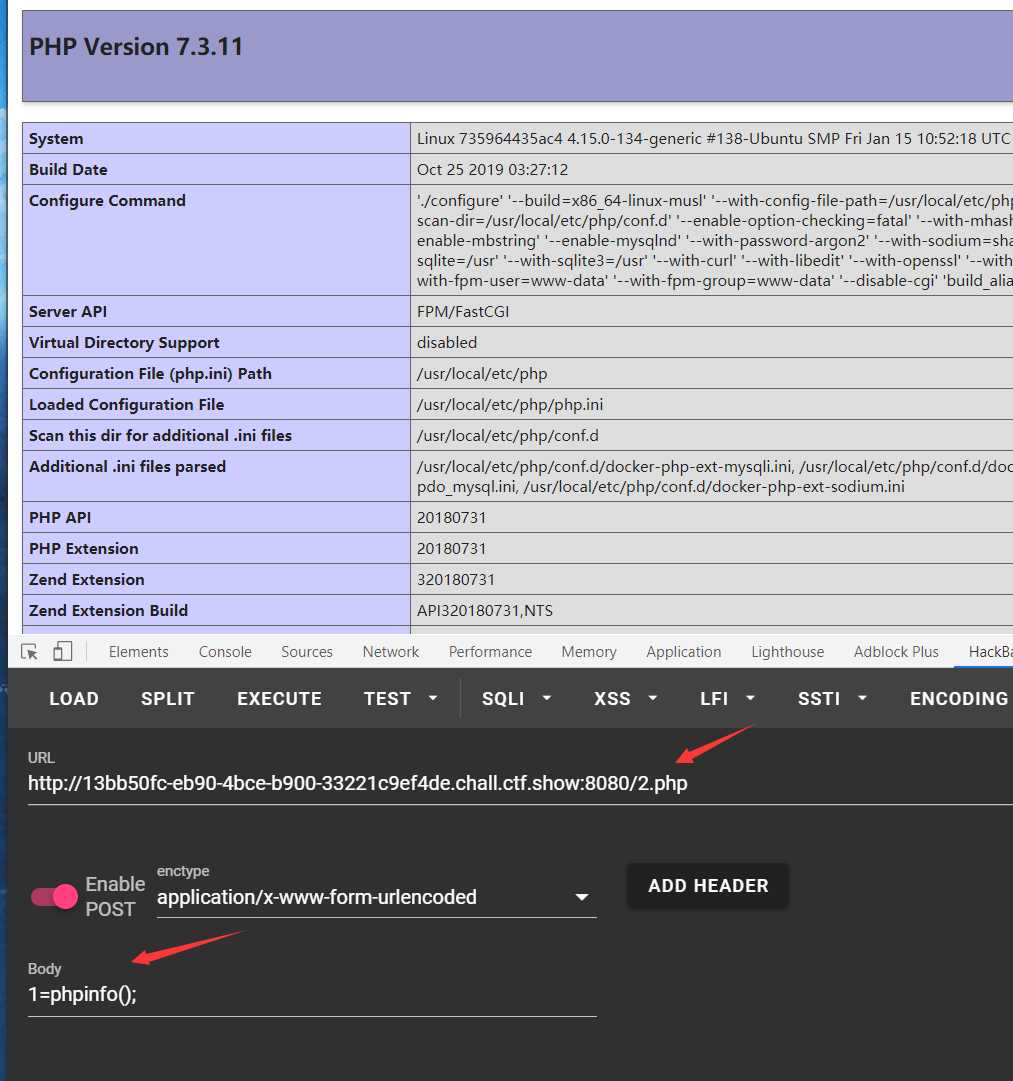 PHP Version 7.3.11
System Linux 735964435ac4 4.15.0-134-generic #138-Ubuntu SMP Fri Jan 15 10:52:18 UTC
Build Date Oct 25 2019 03:27:12
Configure Command './configure' '--build=x86_64-linux-musl' '--with-config-file-path=/usr/local/etc/php
scan-dir=/usr/local/etc/php/conf.d' '--enable-option-checking=fatal' '--with-mhash
enable-mbstring' '--enable-mysqlnd' '--with-password-argon2' '--with-sodium=sha
sqlite=/usr' '--with-sqlite3=/usr' '--with-curl' '--with-libedit' '--with-openssl' '--with
with-fpm-user=www-data' '--with-fpm-group=www-data' '--disable-cgi' 'build_alia
Server API FPM/FastCGI
Virtual Directory Support disabled
Configuration File (php.ini) Path /usr/local/etc/php
Loaded Configuration File /usr/local/etc/php/php.ini
Scan this dir for additional .ini files /usr/local/etc/php/conf.d
Additional .ini files parsed /usr/local/etc/php/conf.d/docker-php-ext-mysqli.ini, /usr/local/etc/php/conf.d/doc
pdo_mysql.ini, /usr/local/etc/php/conf.d/docker-php-ext-sodium.ini
PHP API 20180731
PHP Extension 20180731
Zend Extension 320180731
Zend Extension Build API320180731,NTS
Elements Console Sources Network Performance Memory Application Lighthouse Adblock Plus HackBa
LOAD SPLIT EXECUTE TEST SQLI XSS LFI SSTI ENCODING
URL
http://13bb50fc-eb90-4bce-b900-33221c9ef4de.chall.ctf.show:8080/2.php
enctype
Enable
POST
application/x-www-form-urlencoded
ADD HEADER
Body
1=phpinfo();